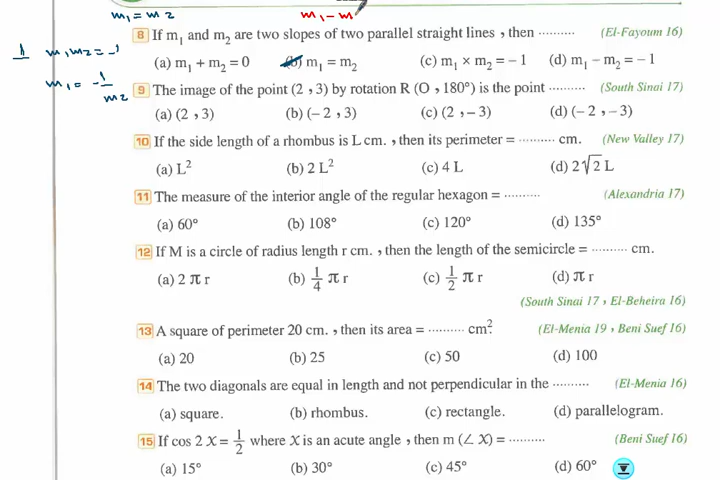 m₁ = m₂
m₁ - m
8 If m₁ and m₂ are two slopes of two parallel straight lines , then ·········· (El-Fayoum 16)
⊥ m₁ m₂ = -1
(a) m₁ + m₂ = 0 (b) m₁ = m₂ (c) m₁ × m₂ = – 1 (d) m₁ – m₂ = – 1
m₁ = -1/m₂
9 The image of the point (2 , 3) by rotation R (O , 180°) is the point ·········· (South Sinai 17)
(a) (2 , 3) (b) (– 2 , 3) (c) (2 , – 3) (d) (– 2 , – 3)
10 If the side length of a rhombus is L cm. , then its perimeter = ·········· cm. (New Valley 17)
(a) L² (b) 2 L² (c) 4 L (d) 2√2 L
11 The measure of the interior angle of the regular hexagon = ·········· (Alexandria 17)
(a) 60° (b) 108° (c) 120° (d) 135°
12 If M is a circle of radius length r cm. , then the length of the semicircle = ·········· cm.
(a) 2 π r (b) 1/4 π r (c) 1/2 π r (d) π r
(South Sinai 17 , El-Beheira 16)
13 A square of perimeter 20 cm. , then its area = ·········· cm². (El-Menia 19 , Beni Suef 16)
(a) 20 (b) 25 (c) 50 (d) 100
14 The two diagonals are equal in length and not perpendicular in the ·········· (El-Menia 16)
(a) square. (b) rhombus. (c) rectangle. (d) parallelogram.
15 If cos 2 X = 1/2 where X is an acute angle , then m (∠ X) = ·········· (Beni Suef 16)
(a) 15° (b) 30° (c) 45° (d) 60°